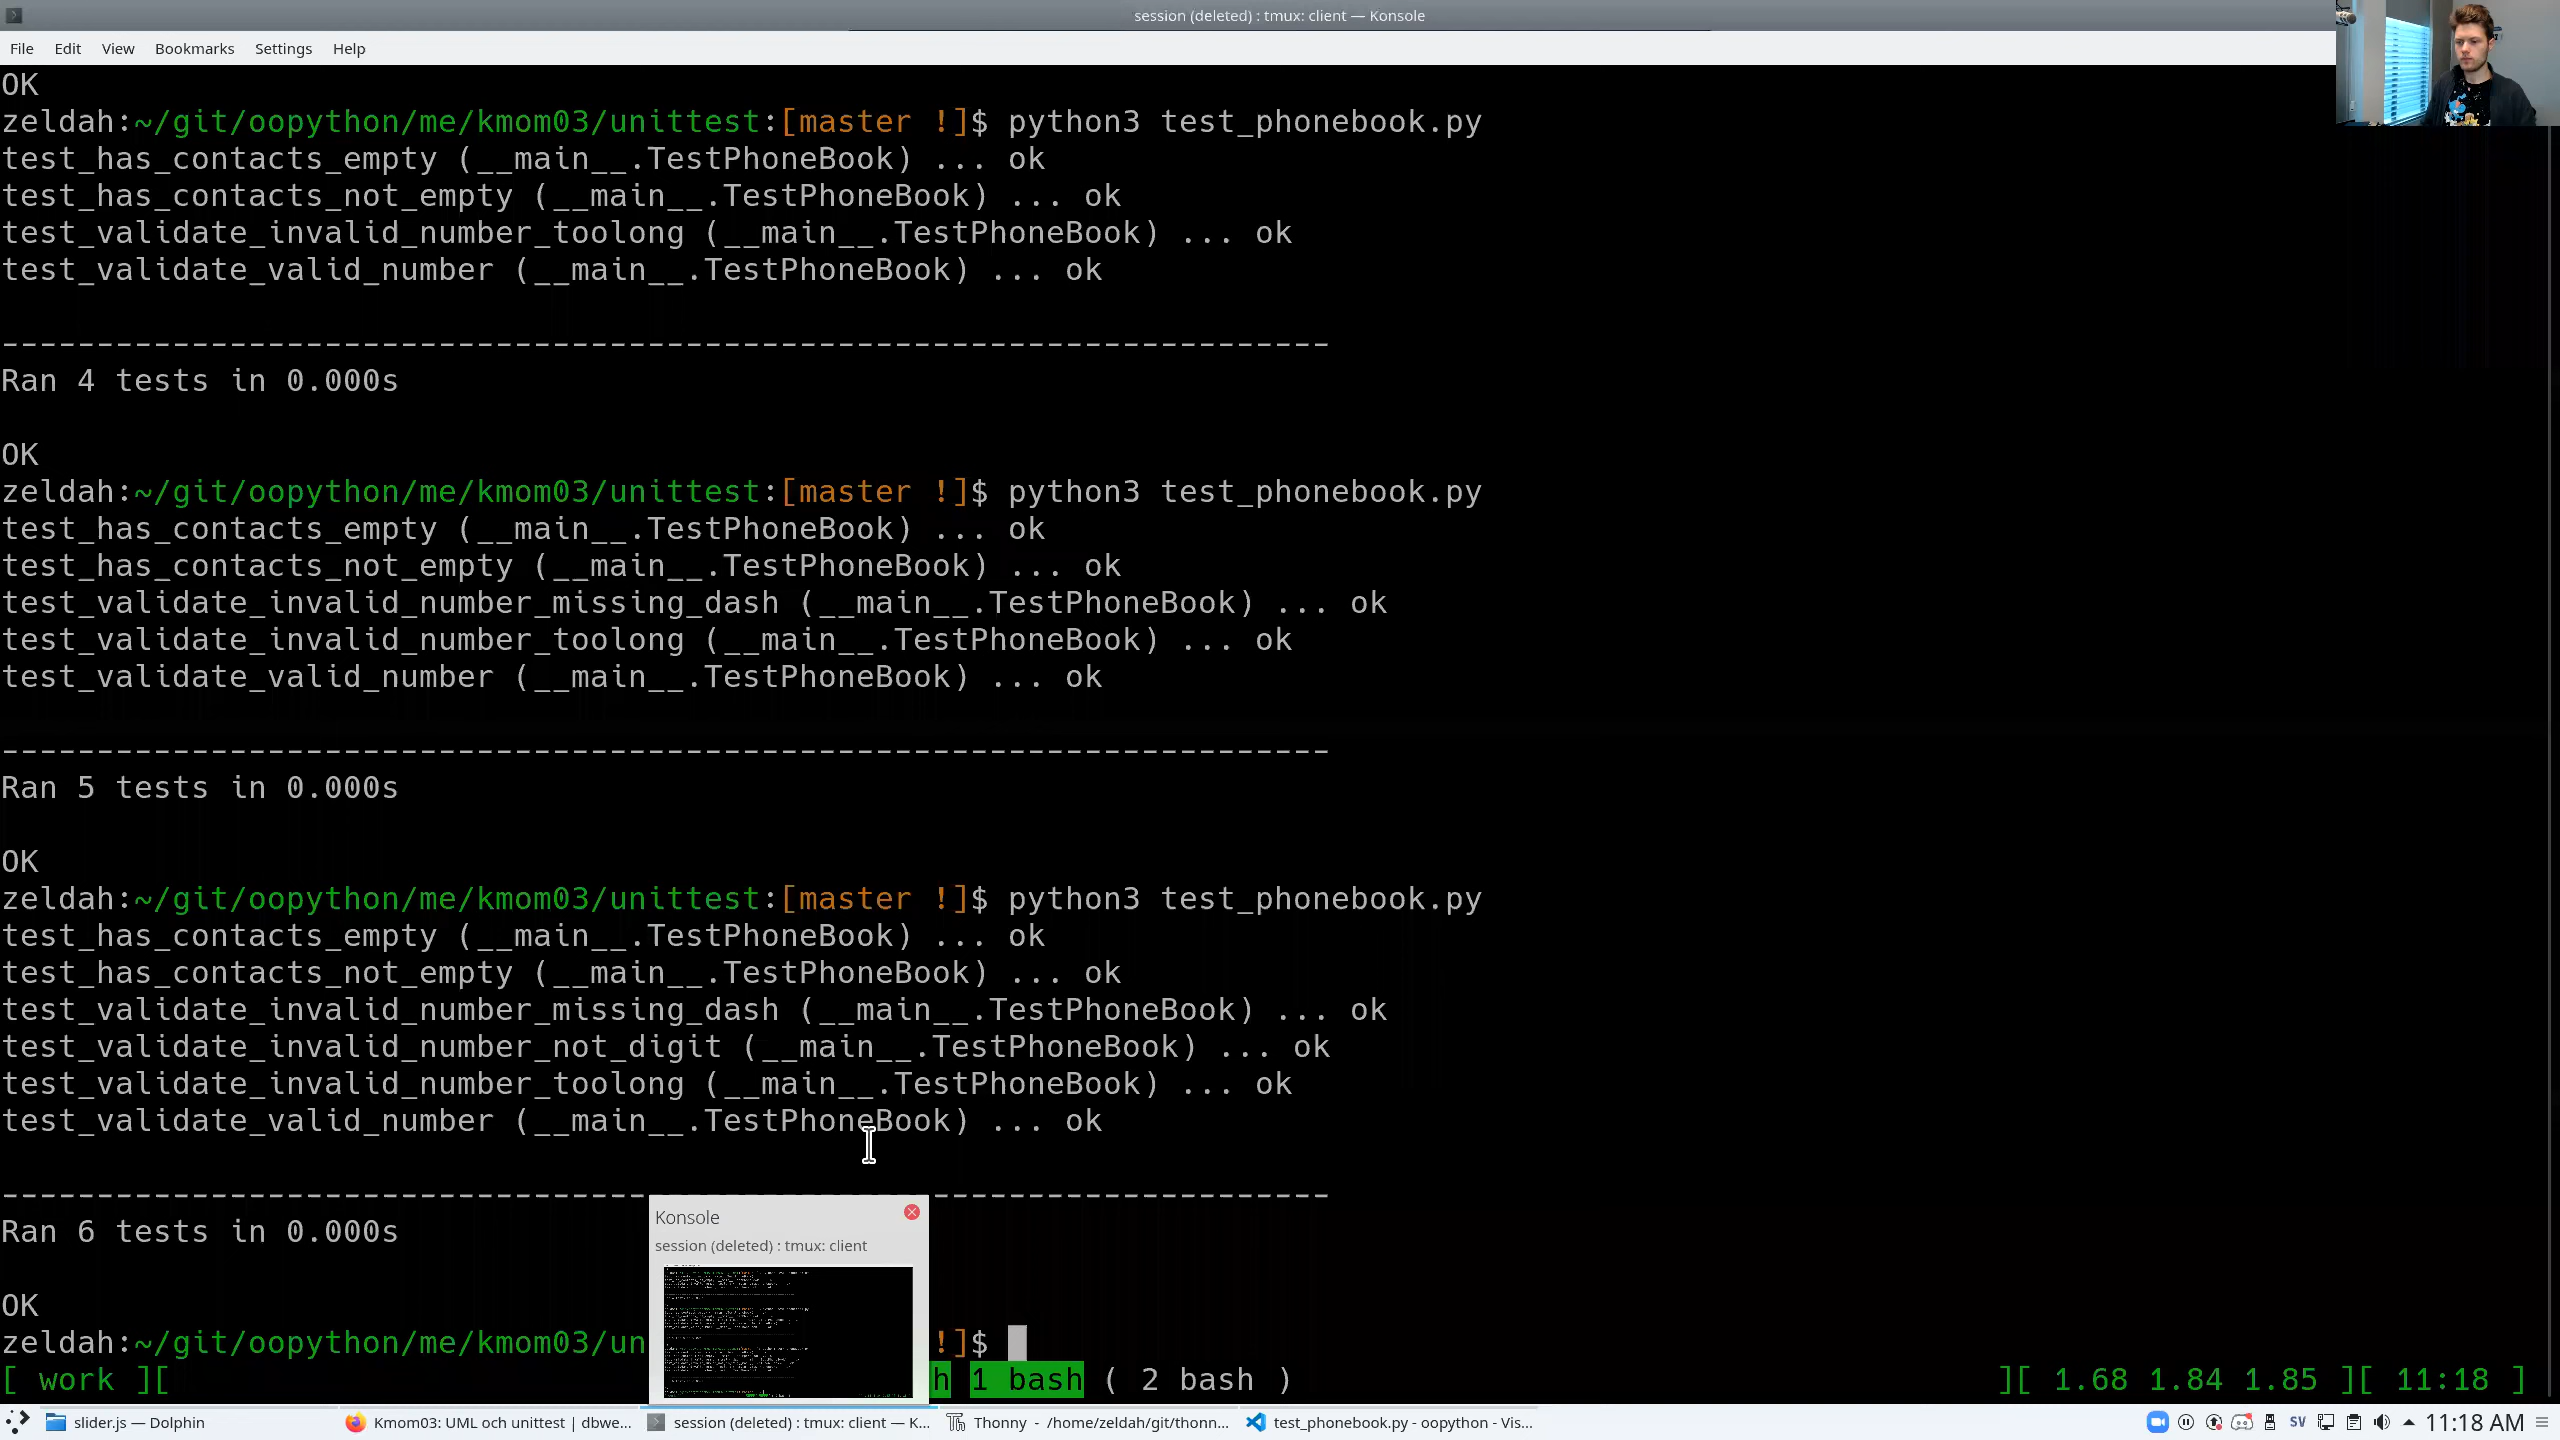 session (deleted) : tmux: client — Konsole
File Edit View Bookmarks Settings Help
OK
zeldah:~/git/oopython/me/kmom03/unittest:[master !]$ python3 test_phonebook.py
test_has_contacts_empty (__main__.TestPhoneBook) ... ok
test_has_contacts_not_empty (__main__.TestPhoneBook) ... ok
test_validate_invalid_number_toolong (__main__.TestPhoneBook) ... ok
test_validate_valid_number (__main__.TestPhoneBook) ... ok
----------------------------------------------------------------------
Ran 4 tests in 0.000s
OK
zeldah:~/git/oopython/me/kmom03/unittest:[master !]$ python3 test_phonebook.py
test_has_contacts_empty (__main__.TestPhoneBook) ... ok
test_has_contacts_not_empty (__main__.TestPhoneBook) ... ok
test_validate_invalid_number_missing_dash (__main__.TestPhoneBook) ... ok
test_validate_invalid_number_toolong (__main__.TestPhoneBook) ... ok
test_validate_valid_number (__main__.TestPhoneBook) ... ok
----------------------------------------------------------------------
Ran 5 tests in 0.000s
OK
zeldah:~/git/oopython/me/kmom03/unittest:[master !]$ python3 test_phonebook.py
test_has_contacts_empty (__main__.TestPhoneBook) ... ok
test_has_contacts_not_empty (__main__.TestPhoneBook) ... ok
test_validate_invalid_number_missing_dash (__main__.TestPhoneBook) ... ok
test_validate_invalid_number_not_digit (__main__.TestPhoneBook) ... ok
test_validate_invalid_number_toolong (__main__.TestPhoneBook) ... ok
test_validate_valid_number (__main__.TestPhoneBook) ... ok
----------------------------------------------------------------------
Konsole
Ran 6 tests in 0.000s
session (deleted) : tmux: client
OK
zeldah:~/git/oopython/me/kmom03/un !]$
[ work ][ h 1 bash ( 2 bash ) ][ 1.68 1.84 1.85 ][ 11:18 ]
slider.js — Dolphin Kmom03: UML och unittest | dbwe... session (deleted) : tmux: client — K... Thonny - /home/zeldah/git/thonn... test_phonebook.py - oopython - Vis... SV 11:18 AM